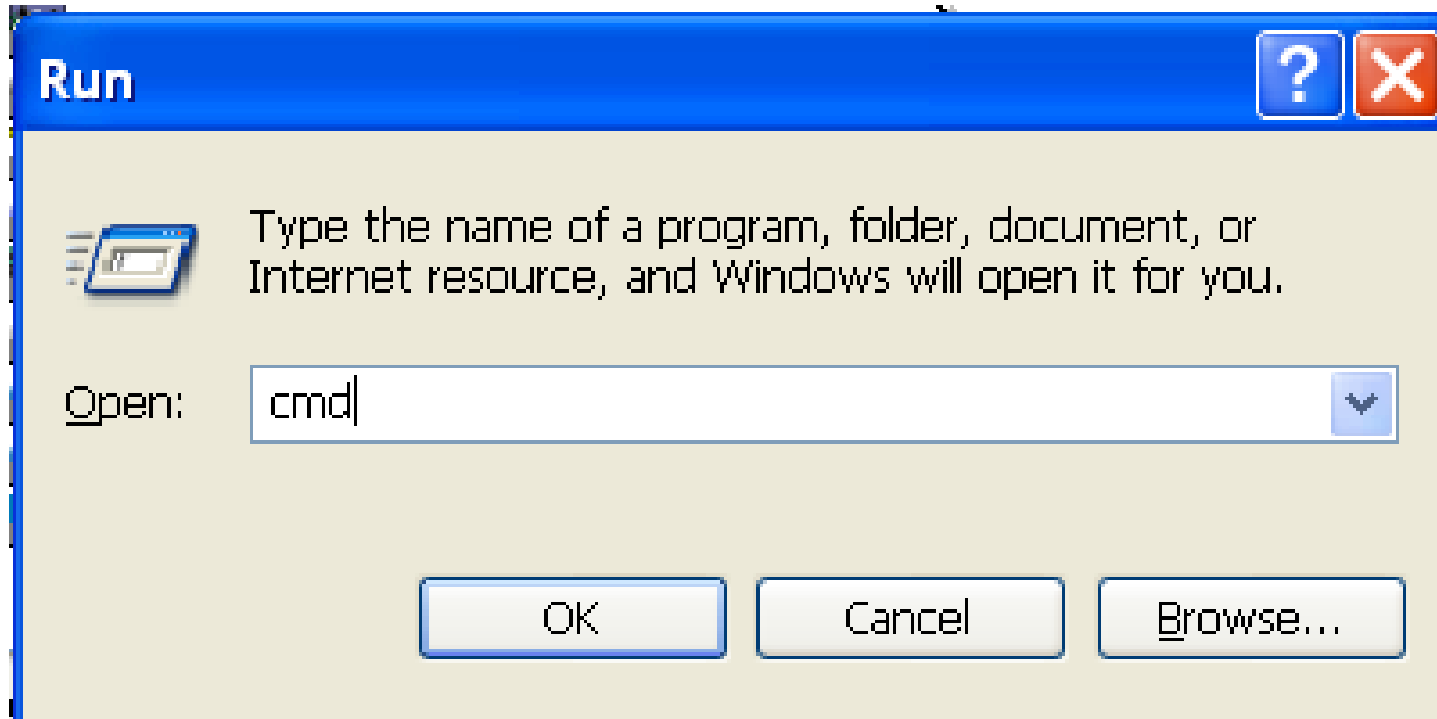 Run
?
Type the name of a program, folder, document, or
Internet resource, and Windows will open it for you.
Open: cmd
OK Cancel Browse...